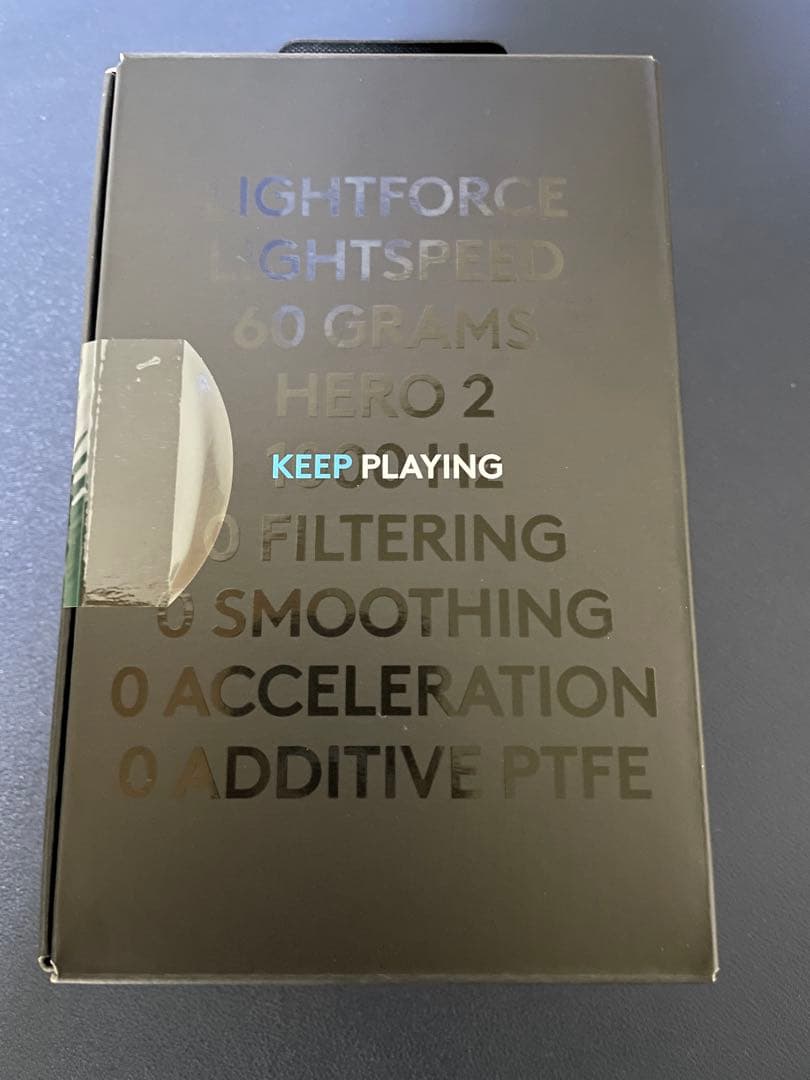 LIGHTFORCE
LIGHTSPEED
60 GRAMS
HERO 2
KEEP PLAYING
0 FILTERING
0 SMOOTHING
0 ACCELERATION
0 ADDITIVE PTFE